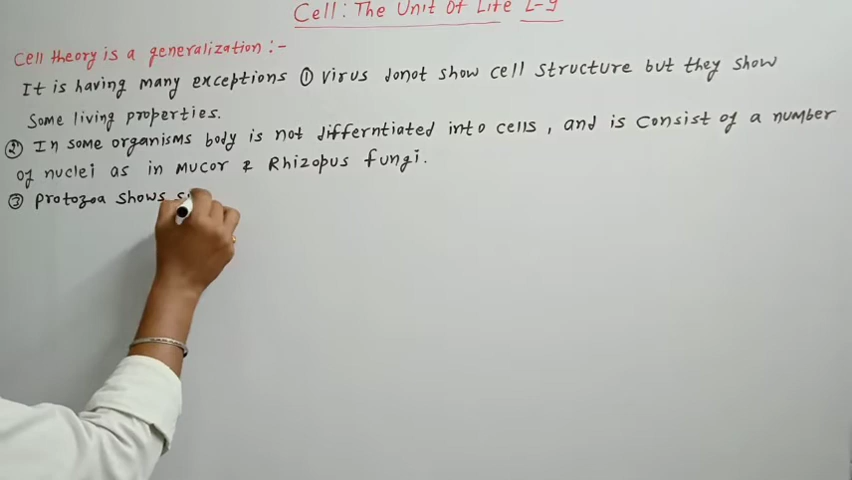 Cell: The Unit Of Life L-9
Cell theory is a generalization :-
It is having many exceptions ① Virus donot show cell structure but they show
Some living properties.
② In some organisms body is not differntiated into cells, and is consist of a number
of nuclei as in Mucor & Rhizopus fungi.
③ Protozoa shows